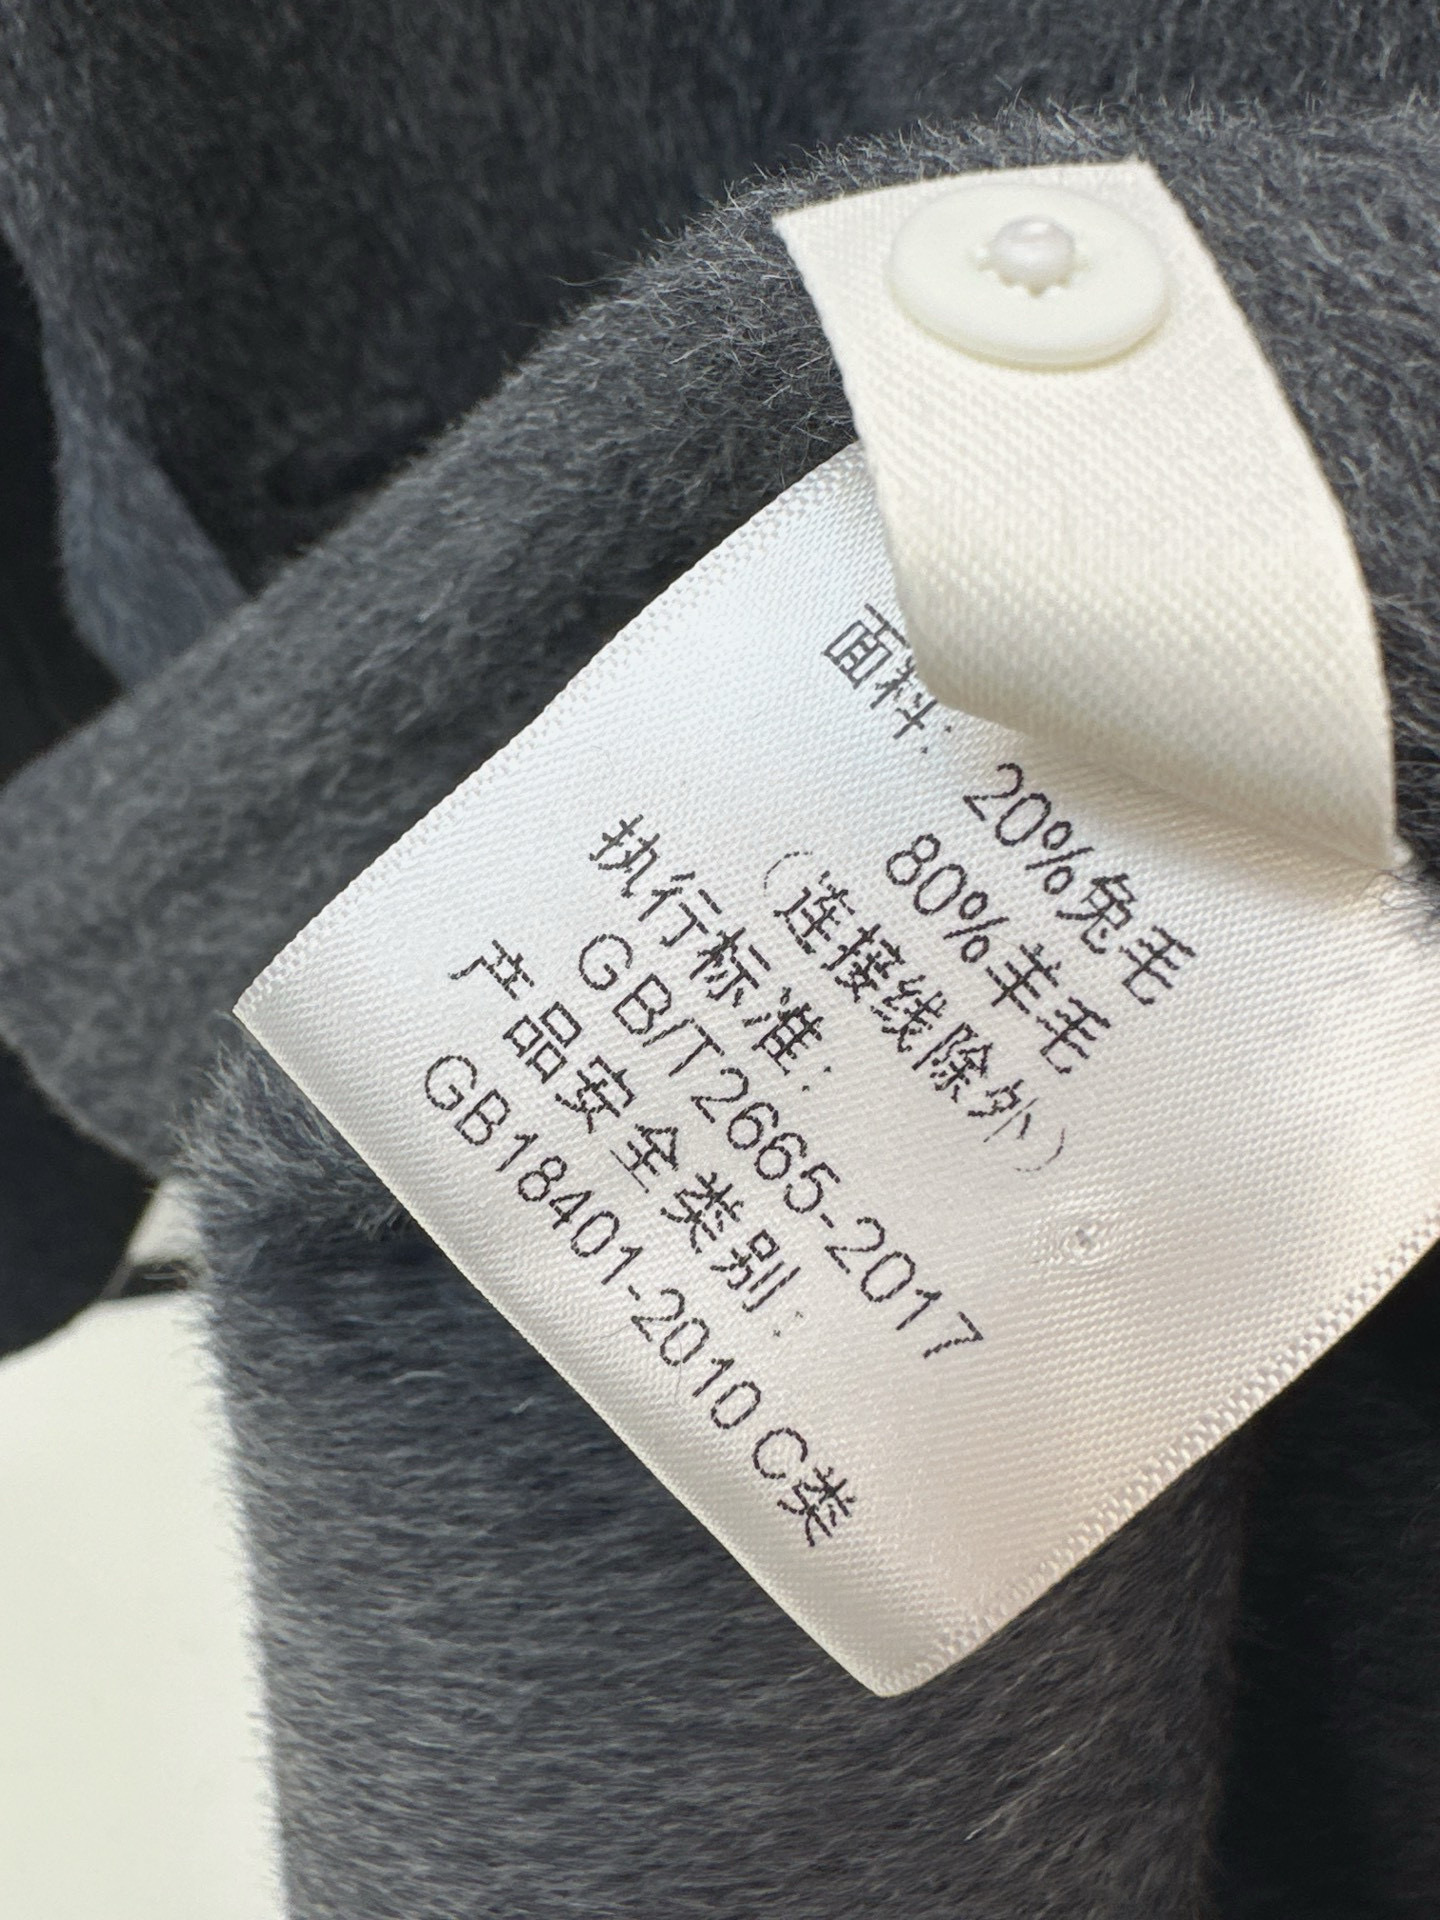 面料:
20%兔毛
80%羊毛
（连接线除外）
执行标准:
GB/T2665-2017
产品安全类别:
GB18401-2010 C类